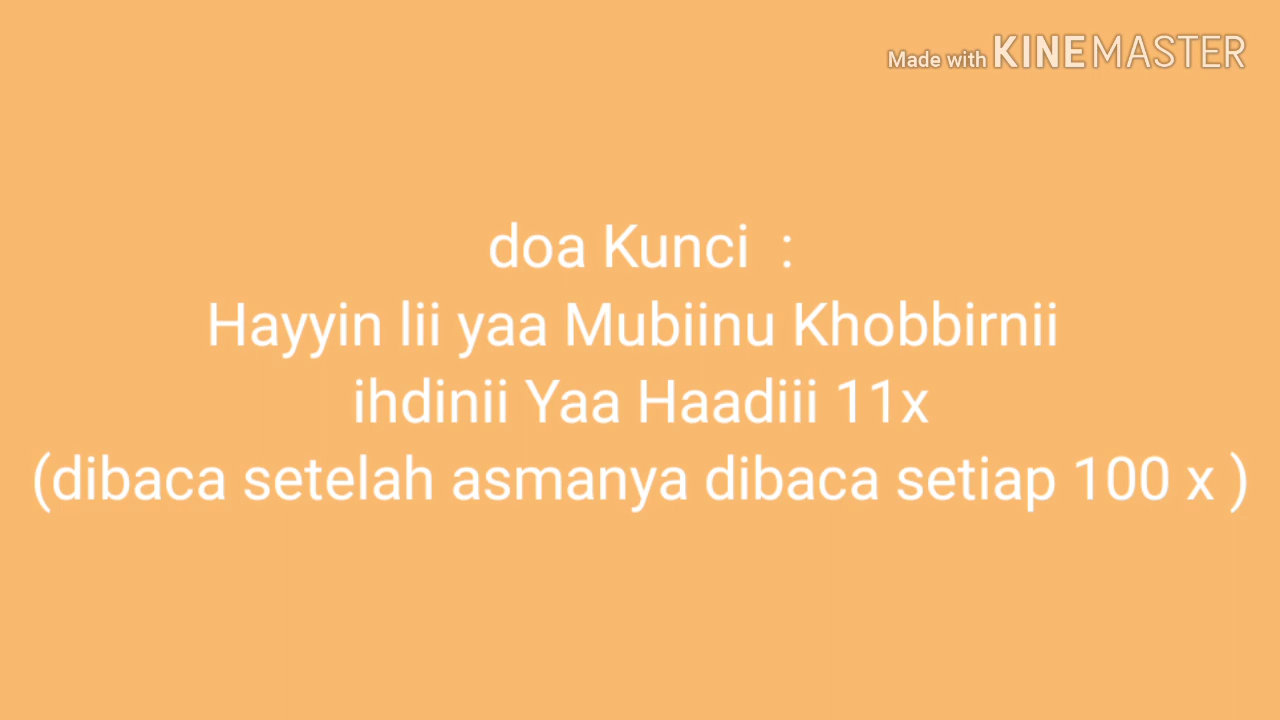 Made with KINEMASTER
doa Kunci :
Hayyin lii yaa Mubiinu Khobbirnii
ihdinii Yaa Haadiii 11x
(dibaca setelah asmanya dibaca setiap 100 x )